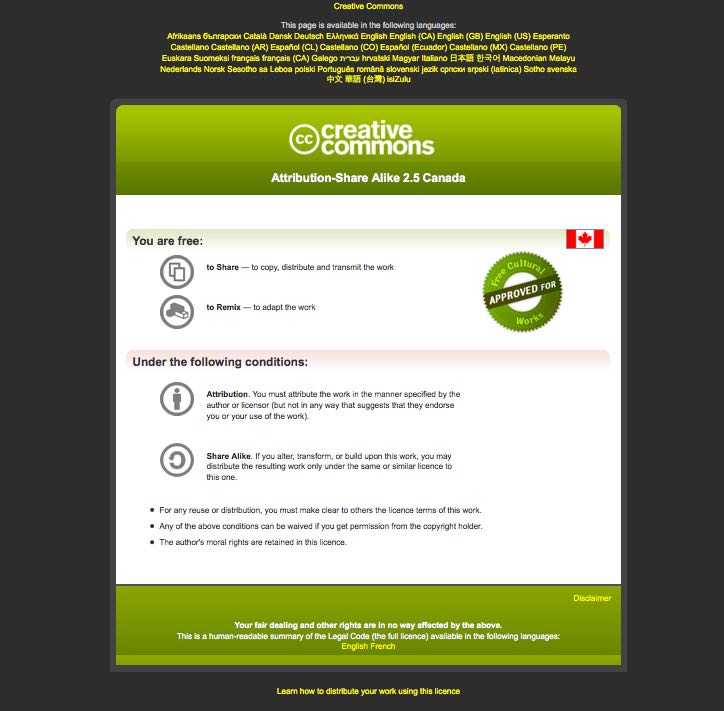 Creative Commons
This page is available in the following languages:
Afrikaans български Català Dansk Deutsch Ελληνικά English English (CA) English (GB) English (US) Esperanto
Castellano Castellano (AR) Español (CL) Castellano (CO) Español (Ecuador) Castellano (MX) Castellano (PE)
Euskara Suomeksi français français (CA) Galego עברית hrvatski Magyar Italiano 日本語 한국어 Macedonian Melayu
Nederlands Norsk Sesotho sa Leboa polski Português română slovenski jezik српски srpski (latinica) Sotho svenska
中文 華語 (台灣) isiZulu
cc creative
commons
Attribution-Share Alike 2.5 Canada
You are free:
to Share — to copy, distribute and transmit the work
to Remix — to adapt the work
Free Cultural
APPROVED FOR
Works
Under the following conditions:
Attribution. You must attribute the work in the manner specified by the
author or licensor (but not in any way that suggests that they endorse
you or your use of the work).
Share Alike. If you alter, transform, or build upon this work, you may
distribute the resulting work only under the same or similar licence to
this one.
For any reuse or distribution, you must make clear to others the licence terms of this work.
Any of the above conditions can be waived if you get permission from the copyright holder.
The author's moral rights are retained in this licence.
Disclaimer
Your fair dealing and other rights are in no way affected by the above.
This is a human-readable summary of the Legal Code (the full licence) available in the following languages:
English French
Learn how to distribute your work using this licence